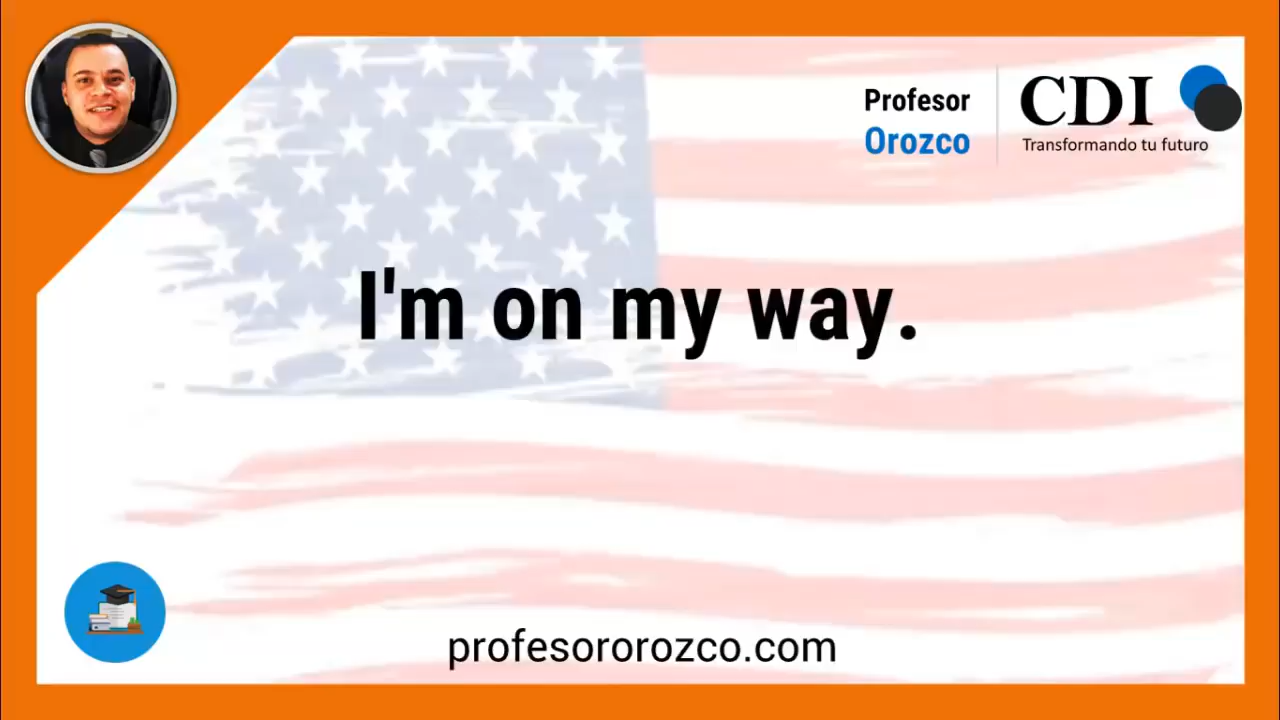 Profesor
Orozco
CDI
Transformando tu futuro
I'm on my way.
profesororozco.com